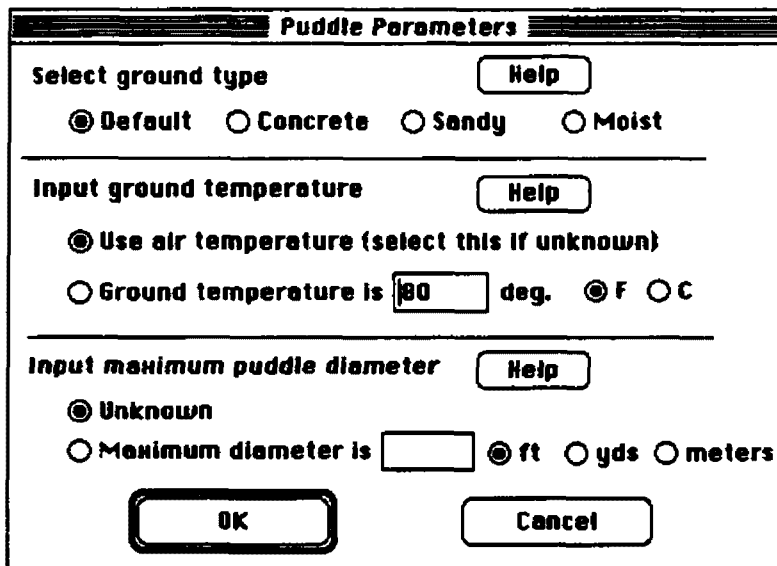 Puddle Parameters
Select ground type Help
Default Concrete Sandy Moist
Input ground temperature Help
Use air temperature (select this if unknown)
Ground temperature is 80 deg. F C
Input maximum puddle diameter Help
Unknown
Maximum diameter is ft yds meters
OK Cancel